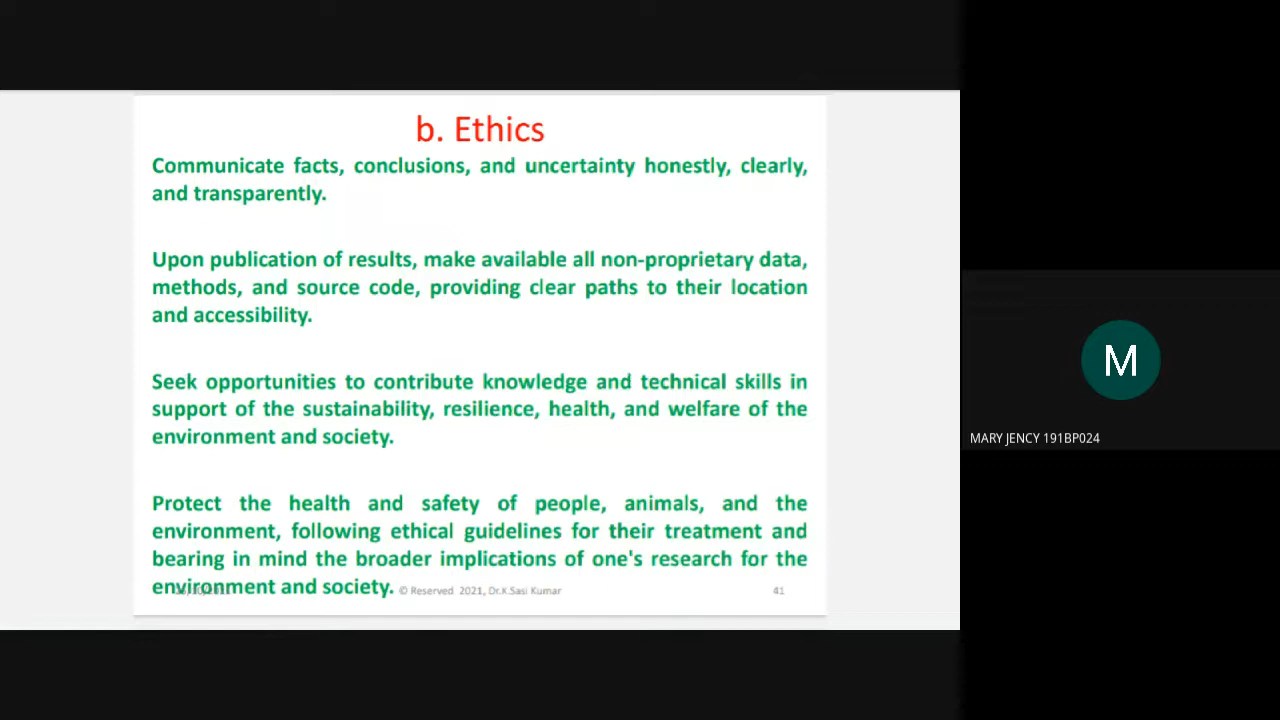 b. Ethics
Communicate facts, conclusions, and uncertainty honestly, clearly,
and transparently.
Upon publication of results, make available all non-proprietary data,
methods, and source code, providing clear paths to their location
and accessibility.
Seek opportunities to contribute knowledge and technical skills in
support of the sustainability, resilience, health, and welfare of the
environment and society.
Protect the health and safety of people, animals, and the
environment, following ethical guidelines for their treatment and
bearing in mind the broader implications of one's research for the
environment and society.
© Reserved 2021, Dr.K.Sasi Kumar
41
M
MARY JENCY 191BP024